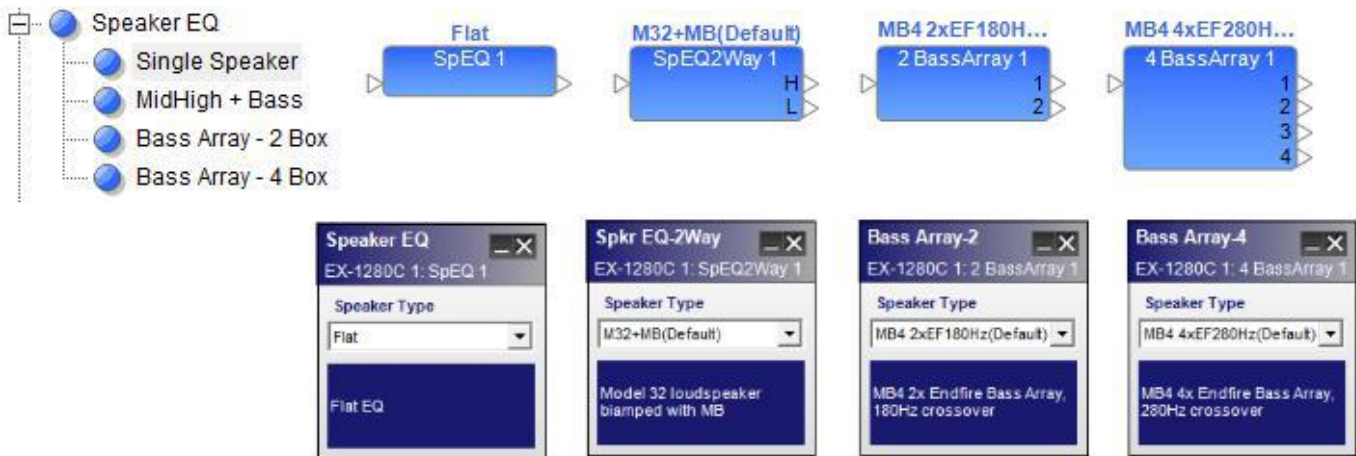 Speaker EQ
Single Speaker
MidHigh + Bass
Bass Array - 2 Box
Bass Array - 4 Box
Flat
SpEQ 1
M32+MB(Default)
SpEQ2Way 1
H
L
MB4 2xEF180H...
2 BassArray 1
1
2
MB4 4xEF280H...
4 BassArray 1
1
2
3
4
Speaker EQ
EX-1280C 1: SpEQ 1
Speaker Type
Flat
Flat EQ
Spkr EQ-2Way
EX-1280C 1: SpEQ2Way 1
Speaker Type
M32+MB(Default)
Model 32 loudspeaker
biamped with MB
Bass Array-2
EX-1280C 1: 2 BassArray 1
Speaker Type
MB4 2xEF180Hz(Default)
MB4 2x Endfire Bass Array,
180Hz crossover
Bass Array-4
EX-1280C 1: 4 BassArray 1
Speaker Type
MB4 4xEF280Hz(Default)
MB4 4x Endfire Bass Array,
280Hz crossover